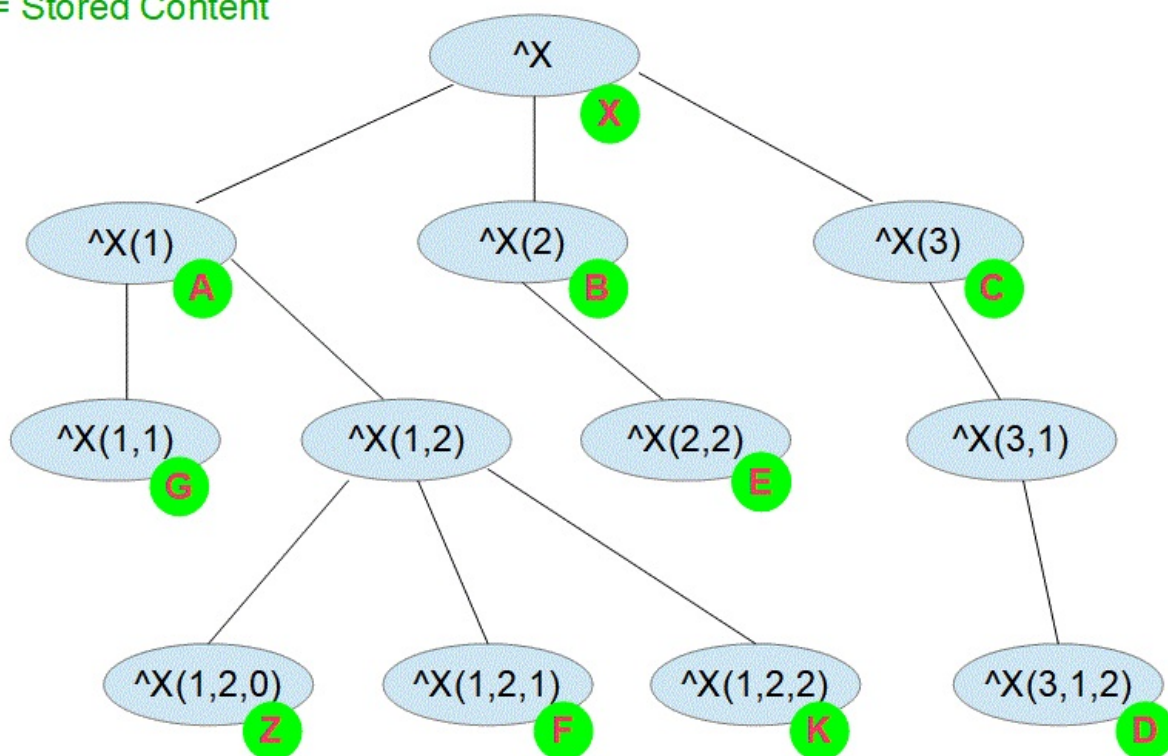 = Stored Content
^X
X
^X(1)
A
^X(2)
B
^X(3)
C
^X(1,1)
G
^X(1,2)
^X(2,2)
E
^X(3,1)
^X(1,2,0)
Z
^X(1,2,1)
F
^X(1,2,2)
K
^X(3,1,2)
D